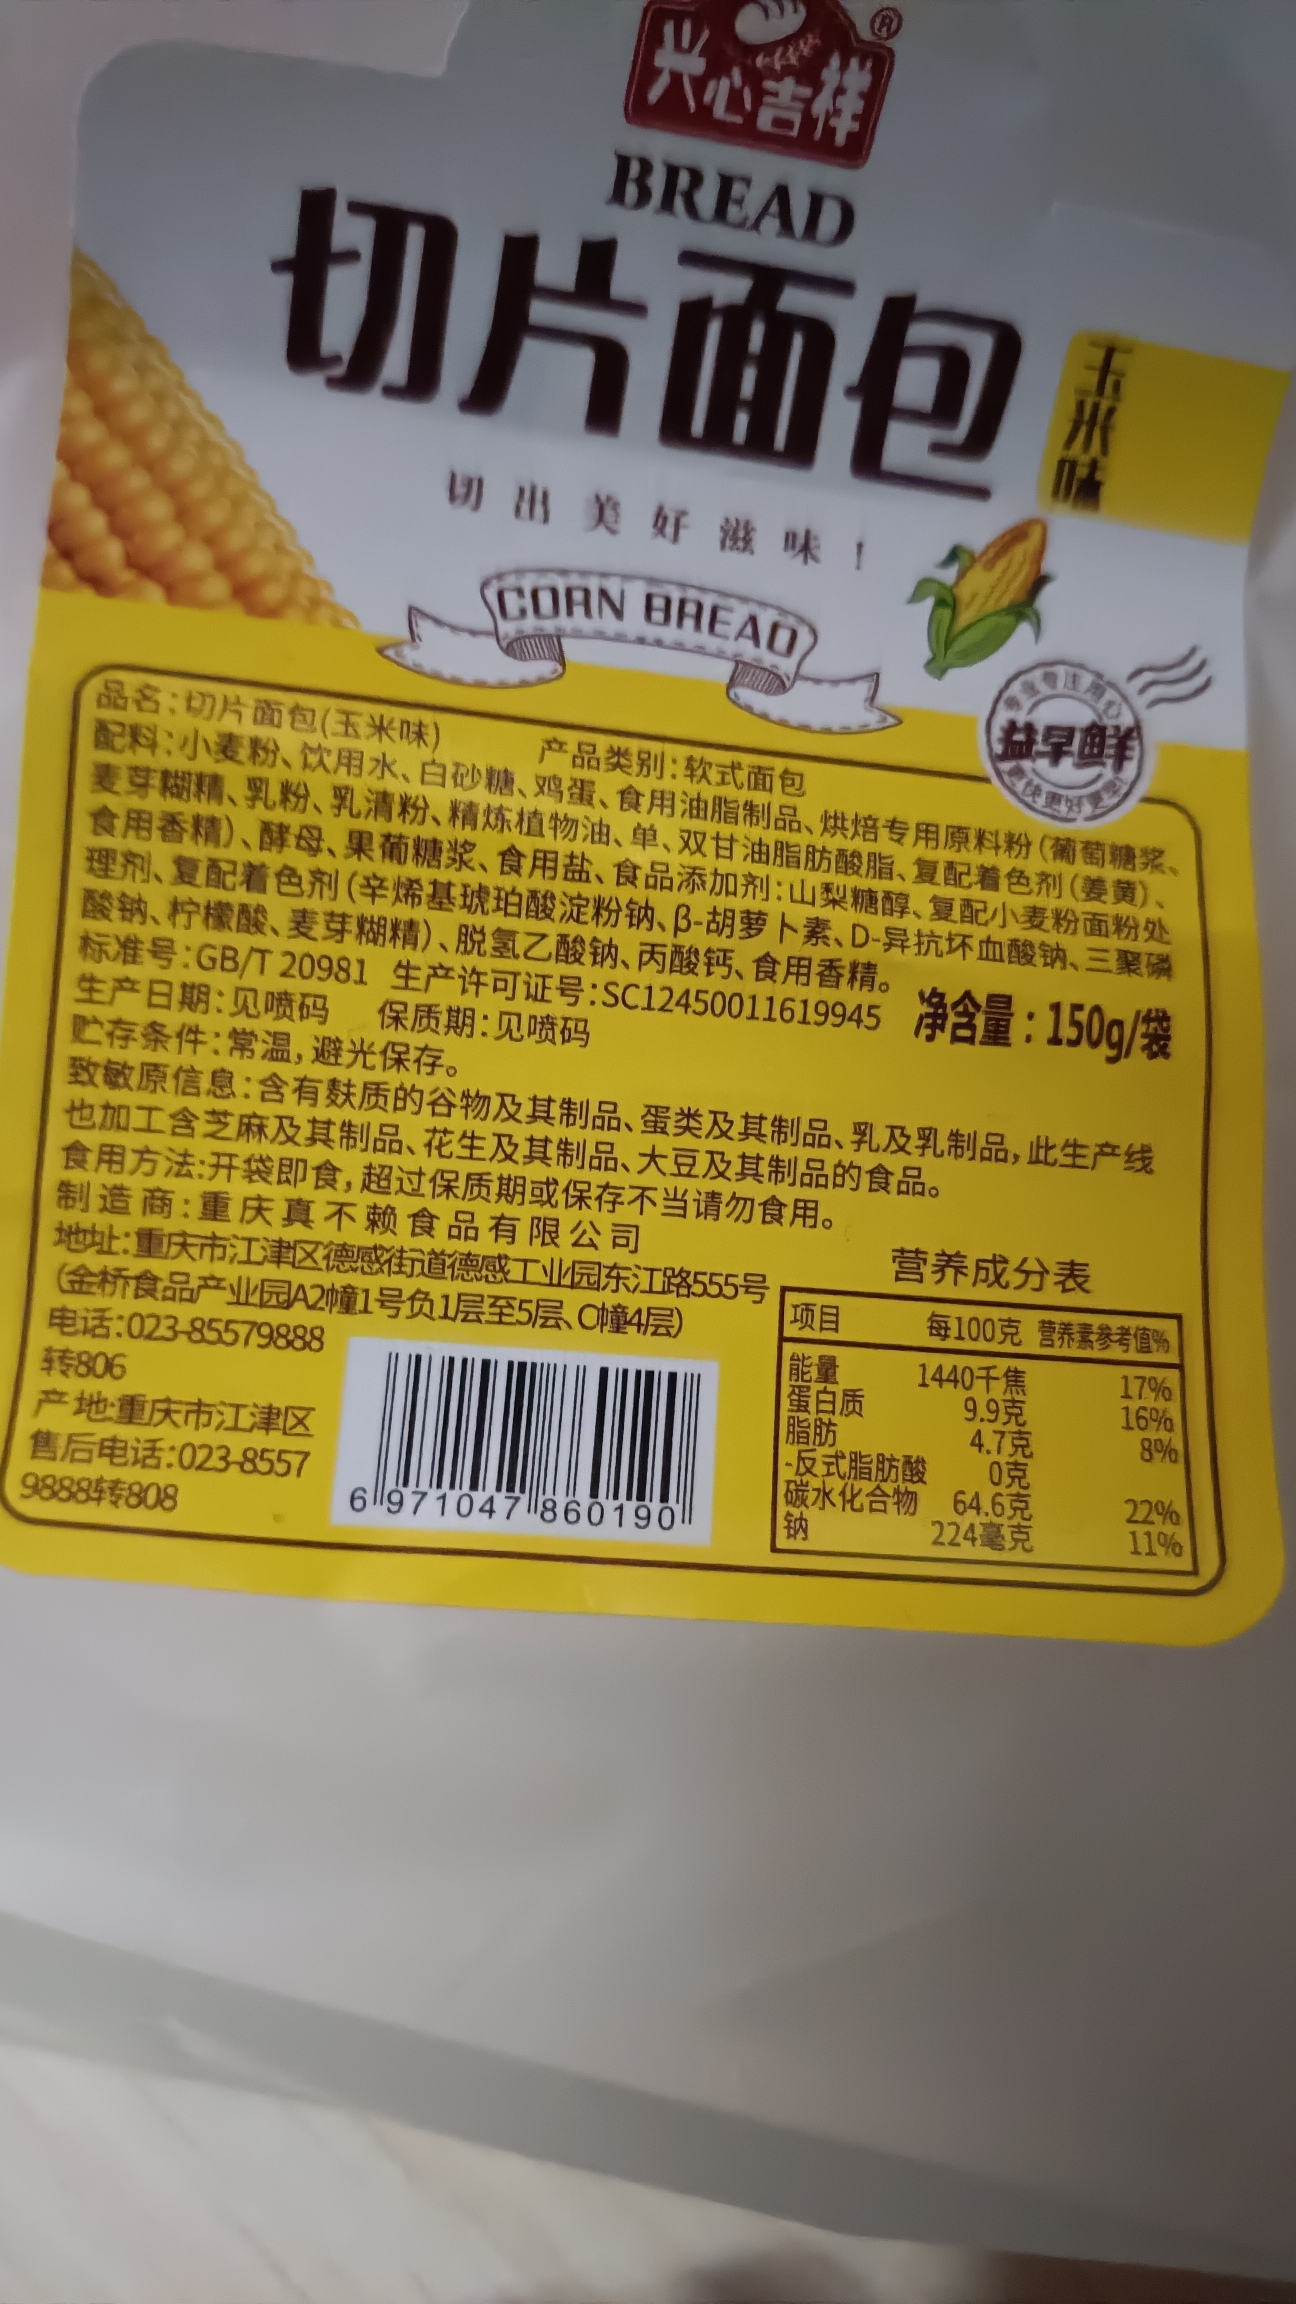 兴心吉祥
®
BREAD
切片面包
玉米味
切出美好滋味!
CORN BREAD
专业专注用心
益早鲜
品名:切片面包(玉米味) 产品类别:软式面包
配料:小麦粉、饮用水、白砂糖、鸡蛋、食用油脂制品、烘焙专用原料粉(葡萄糖浆、
麦芽糊精、乳粉、乳清粉、精炼植物油、单、双甘油脂肪酸脂、复配着色剂(姜黄)、
食用香精)、酵母、果葡糖浆、食用盐、食品添加剂:山梨糖醇、复配小麦粉面粉处
理剂、复配着色剂(辛烯基琥珀酸淀粉钠、β-胡萝卜素、D-异抗坏血酸钠、三聚磷
酸钠、柠檬酸、麦芽糊精)、脱氢乙酸钠、丙酸钙、食用香精。
标准号:GB/T 20981 生产许可证号:SC12450011619945 净含量:150g/袋
生产日期:见喷码 保质期:见喷码
贮存条件:常温,避光保存。
致敏原信息:含有麸质的谷物及其制品、蛋类及其制品、乳及乳制品,此生产线
也加工含芝麻及其制品、花生及其制品、大豆及其制品的食品。
食用方法:开袋即食,超过保质期或保存不当请勿食用。
制造商:重庆真不赖食品有限公司
地址:重庆市江津区德感街道德感工业园东江路555号
(金桥食品产业园A2幢1号负1层至5层、C幢4层)
电话:023-85579888
转806
产地:重庆市江津区
售后电话:023-8557
9888转808
6 971047 860190
营养成分表
项目 每100克 营养素参考值%
能量 1440千焦 17%
蛋白质 9.9克 16%
脂肪 4.7克 8%
-反式脂肪酸 0克
碳水化合物 64.6克 22%
钠 224毫克 11%